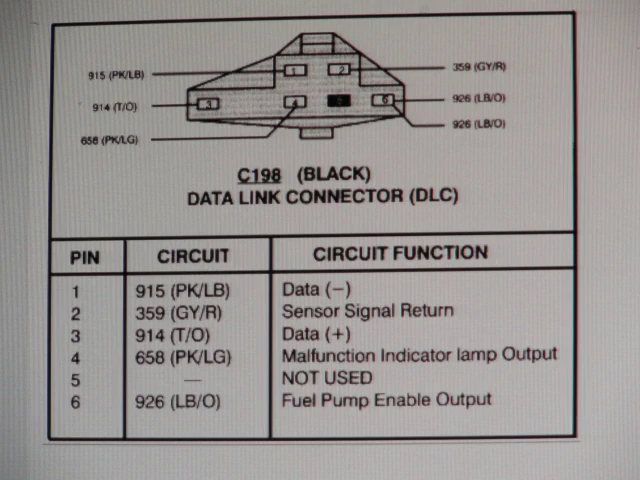 915 (PK/LB)
1
2
359 (GY/R)
914 (T/O)
3
4
6
926 (LB/O)
658 (PK/LG)
926 (LB/O)
C198 (BLACK)
DATA LINK CONNECTOR (DLC)
PIN CIRCUIT CIRCUIT FUNCTION
1 915 (PK/LB) Data (−)
2 359 (GY/R) Sensor Signal Return
3 914 (T/O) Data (+)
4 658 (PK/LG) Malfunction Indicator lamp Output
5 — NOT USED
6 926 (LB/O) Fuel Pump Enable Output